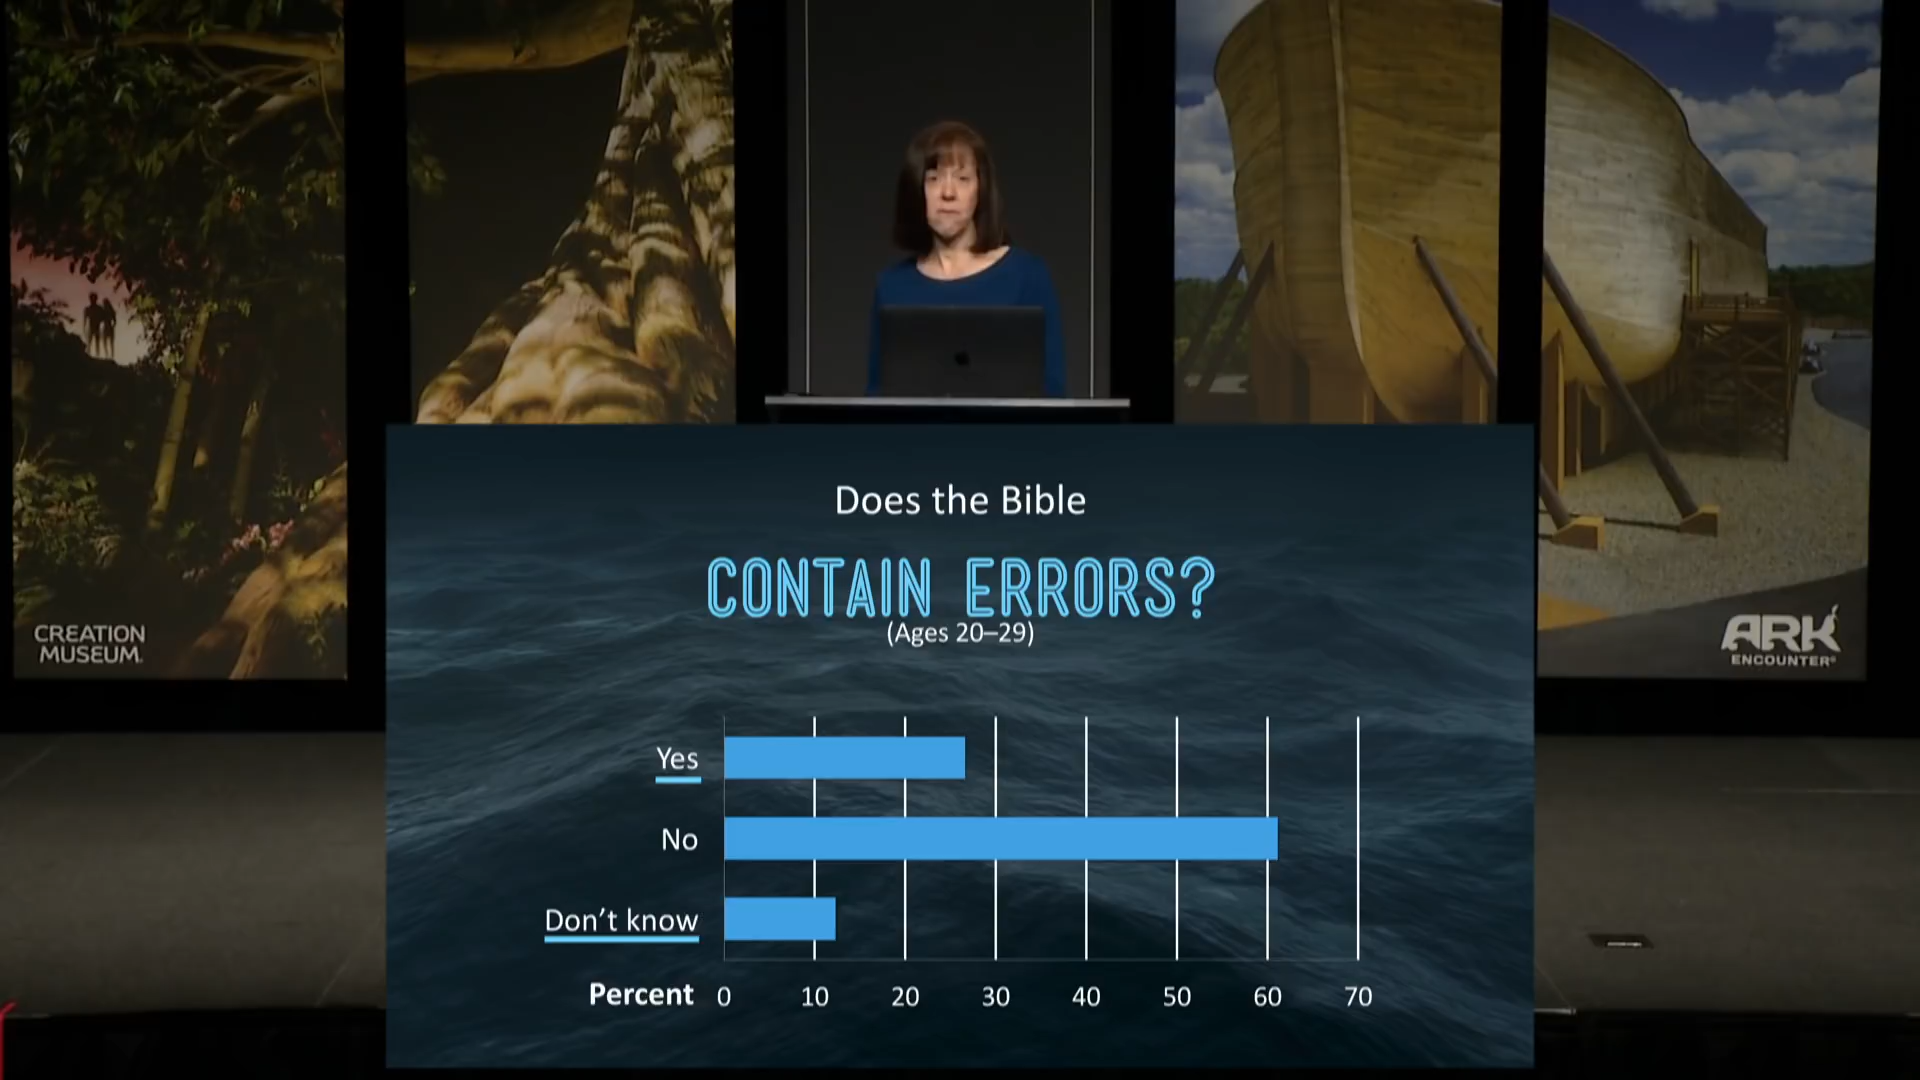 CREATION
MUSEUM
ARK
ENCOUNTER
Does the Bible
CONTAIN ERRORS?
(Ages 20–29)
Yes
No
Don't know
Percent 0 10 20 30 40 50 60 70